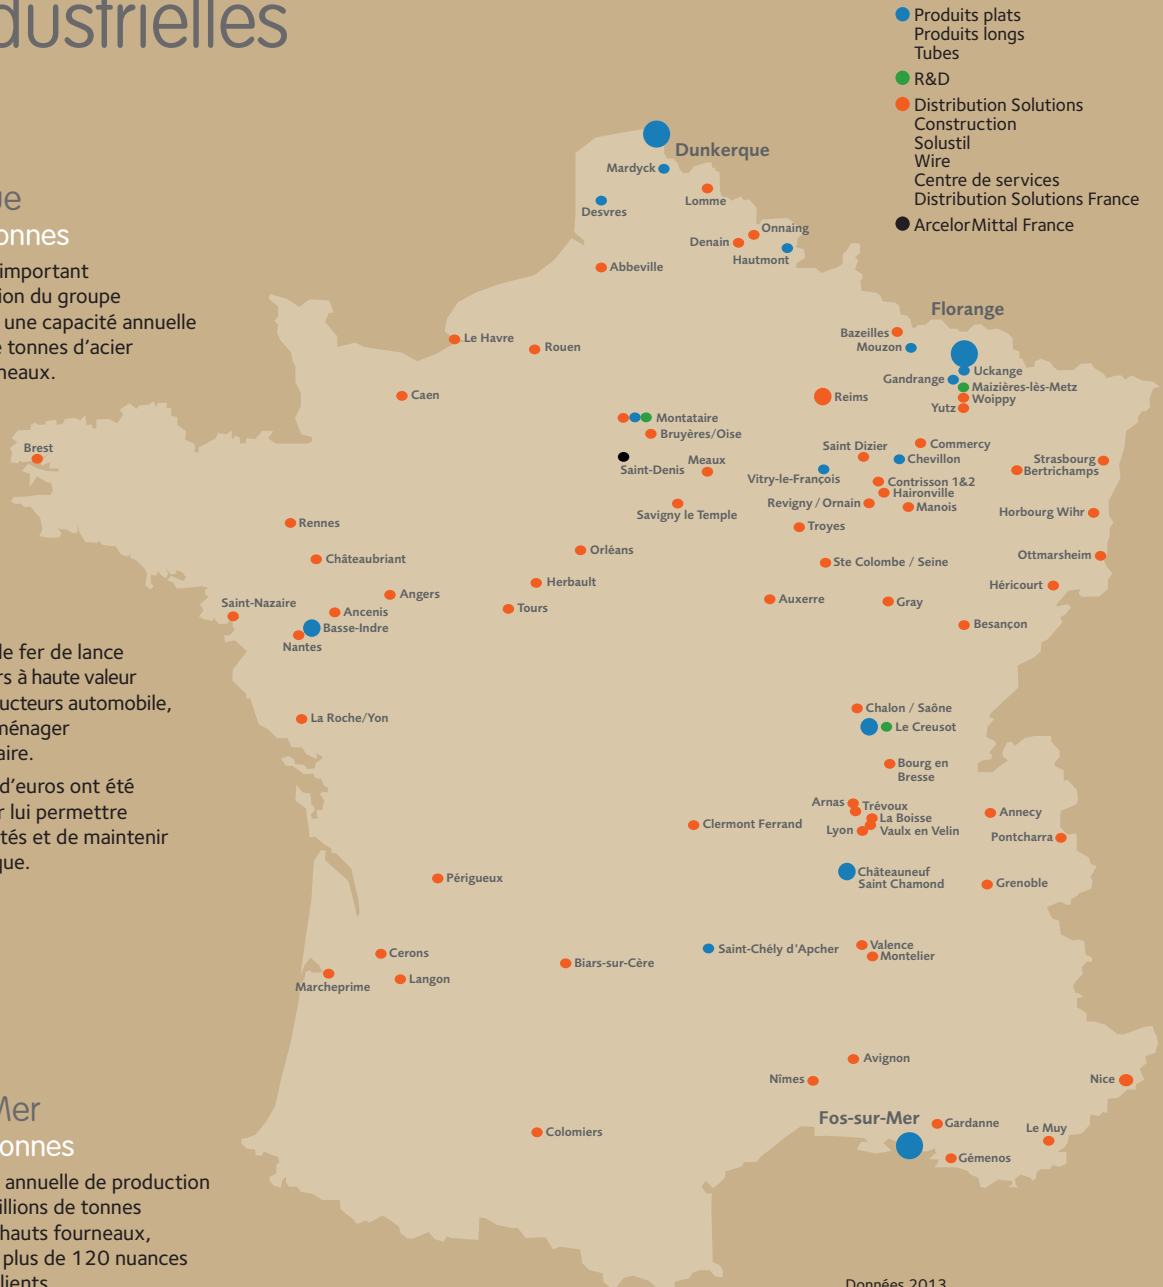 dustrielles
Produits plats
Produits longs
Tubes
R&D
Distribution Solutions
Construction
Solustil
Wire
Centre de services
Distribution Solutions France
ArcelorMittal France
ue
onnes
important
ion du groupe
une capacité annuelle
e tonnes d’acier
neaux.
le fer de lance
rs à haute valeur
ucteurs automobile,
ménager
aire.
d’euros ont été
r lui permettre
tés et de maintenir
que.
Mer
onnes
annuelle de production
illions de tonnes
hauts fourneaux,
plus de 120 nuances
lients
Dunkerque
Mardyck
Desvres
Lomme
Onnaing
Denain
Hautmont
Abbeville
Florange
Bazeilles
Mouzon
Le Havre
Rouen
Uckange
Gandrange
Maizières-lès-Metz
Woippy
Yutz
Caen
Reims
Montataire
Bruyères/Oise
Brest
Saint Dizier
Commercy
Chevillon
Strasbourg
Bertrichamps
Saint-Denis
Meaux
Vitry-le-François
Contrisson 1&2
Haironville
Revigny / Ornain
Manois
Savigny le Temple
Horbourg Wihr
Rennes
Troyes
Orléans
Châteaubriant
Ste Colombe / Seine
Ottmarsheim
Herbault
Héricourt
Angers
Saint-Nazaire
Ancenis
Tours
Auxerre
Gray
Basse-Indre
Nantes
Besançon
La Roche/Yon
Chalon / Saône
Le Creusot
Bourg en
Bresse
Arnas
Trévoux
La Boisse
Annecy
Clermont Ferrand
Lyon
Vaulx en Velin
Pontcharra
Châteauneuf
Saint Chamond
Grenoble
Périgueux
Saint-Chély d’Apcher
Valence
Montelier
Cerons
Biars-sur-Cère
Marcheprime
Langon
Avignon
Nîmes
Nice
Fos-sur-Mer
Gardanne
Le Muy
Colomiers
Gémenos
Données 2013